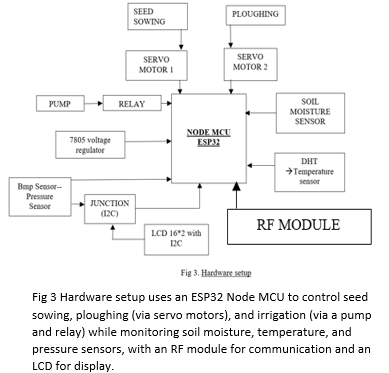 SEED
SOWING
PLOUGHING
SERVO
MOTOR 1
SERVO
MOTOR 2
PUMP
RELAY
SOIL
MOISTURE
SENSOR
NODE MCU
ESP32
7805 voltage
regulator
DHT
→Temperature
sensor
Bmp Sensor--
Pressure
Sensor
JUNCTION
(I2C)
RF MODULE
LCD 16*2 with
I2C
Fig 3. Hardware setup
Fig 3 Hardware setup uses an ESP32 Node MCU to control seed
sowing, ploughing (via servo motors), and irrigation (via a pump
and relay) while monitoring soil moisture, temperature, and
pressure sensors, with an RF module for communication and an
LCD for display.